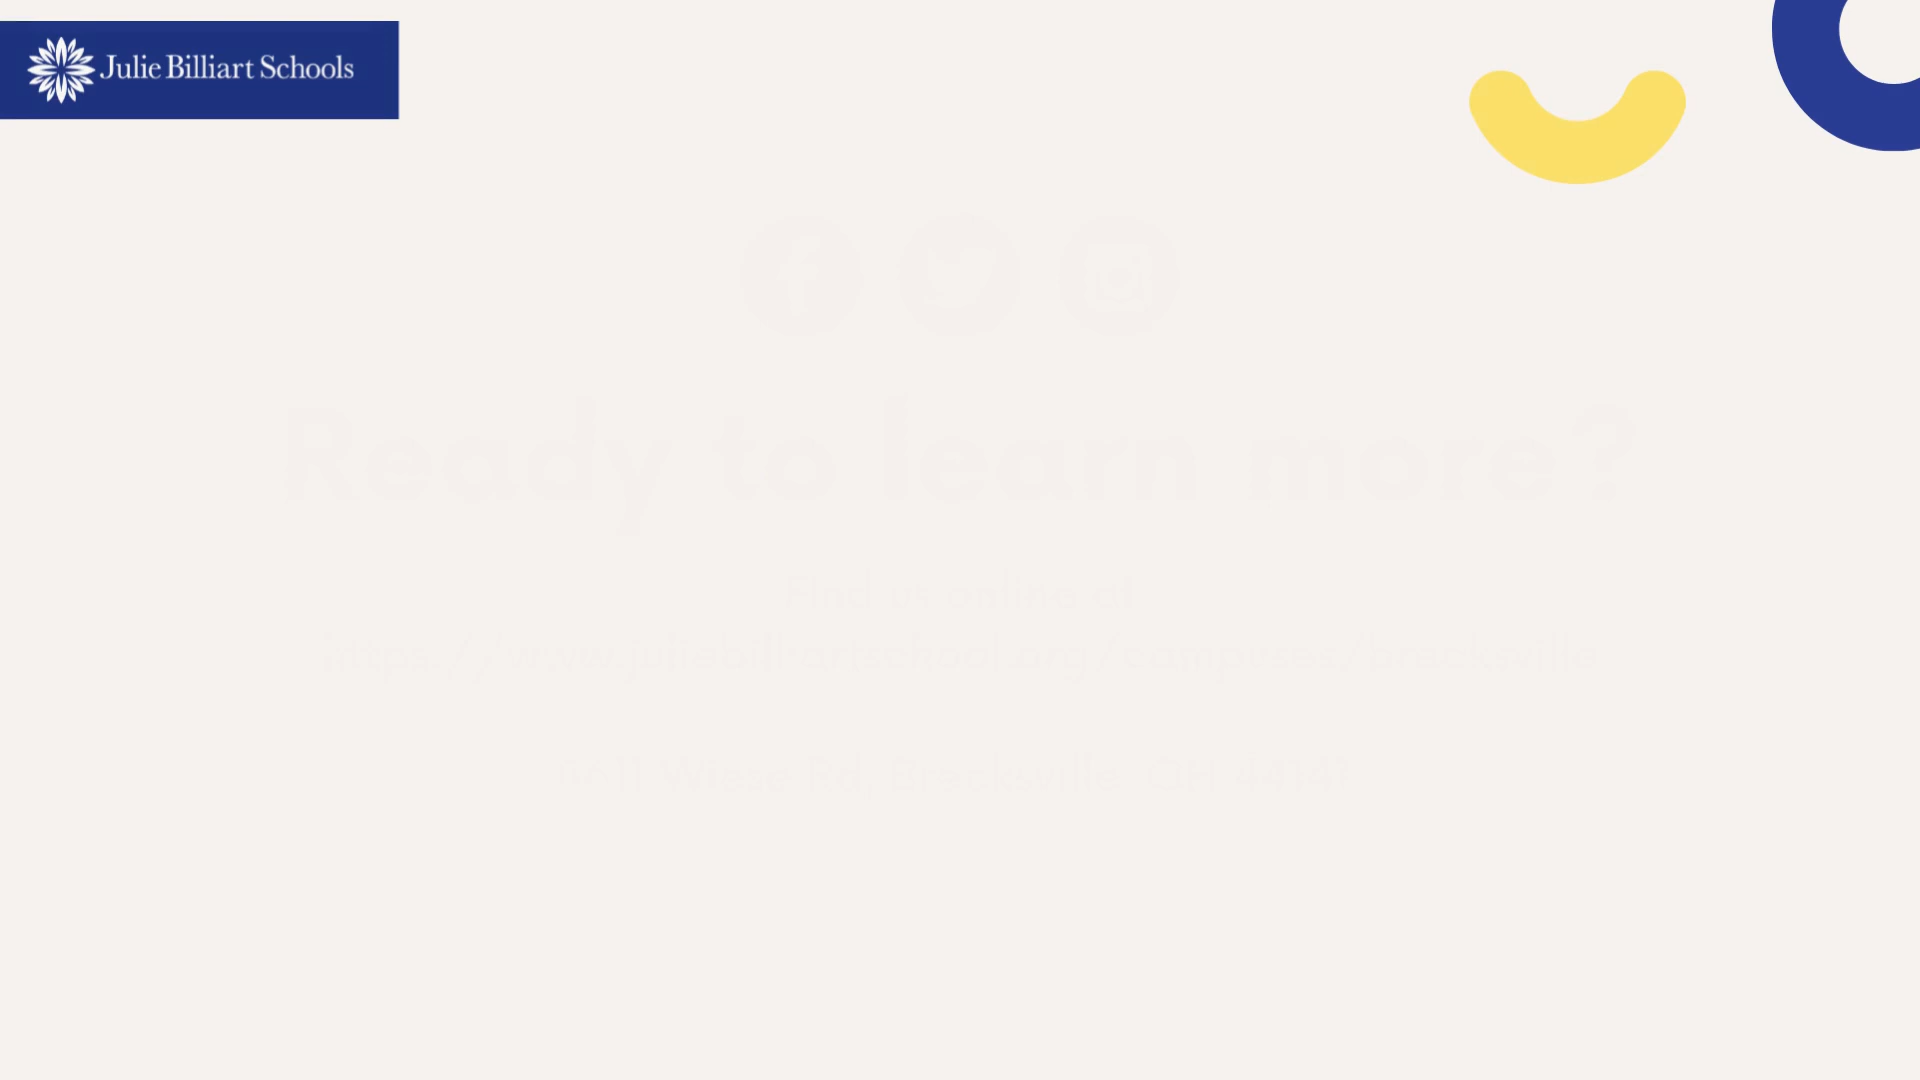 Julie Billiart Schools
Ready to learn more?
Find us online at
https://www.juliebilliartschool.org/campuses/brecksville
Wiese Rd, Brecksville, OH 44141